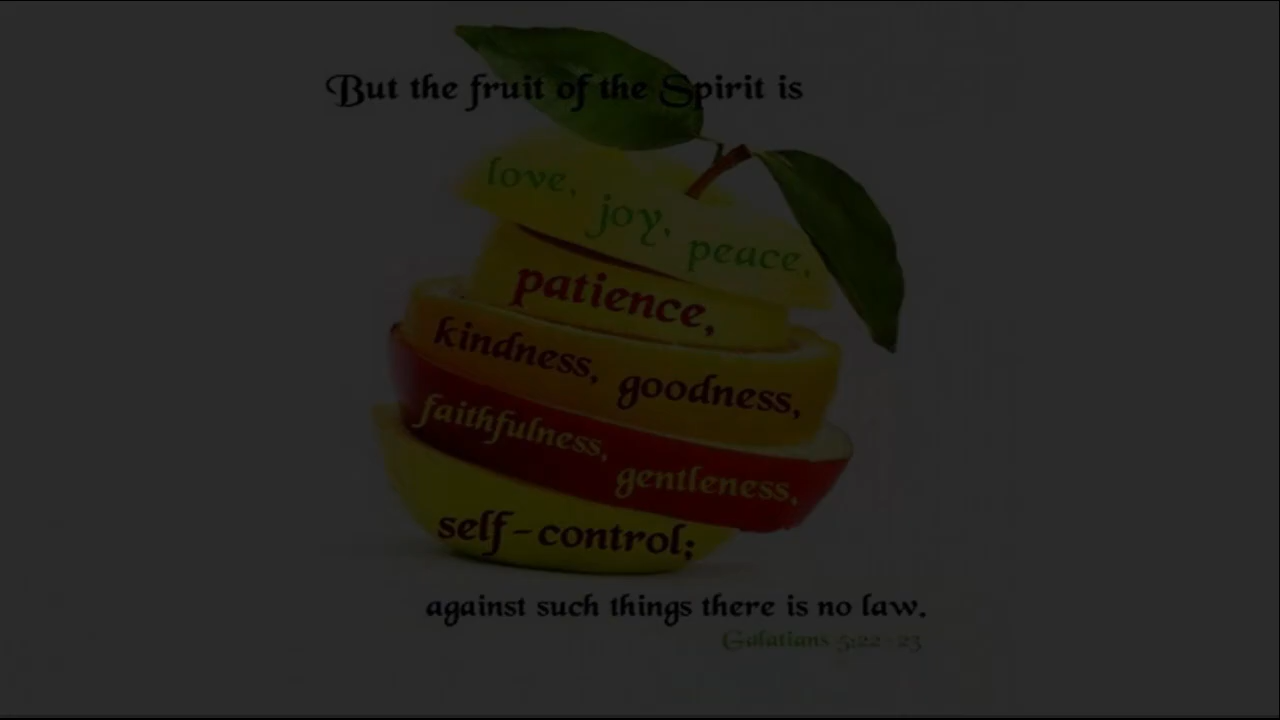 But the fruit of the Spirit is
love, joy, peace,
patience,
kindness, goodness,
faithfulness, gentleness,
self-control;
against such things there is no law.
Galatians 5:22-23